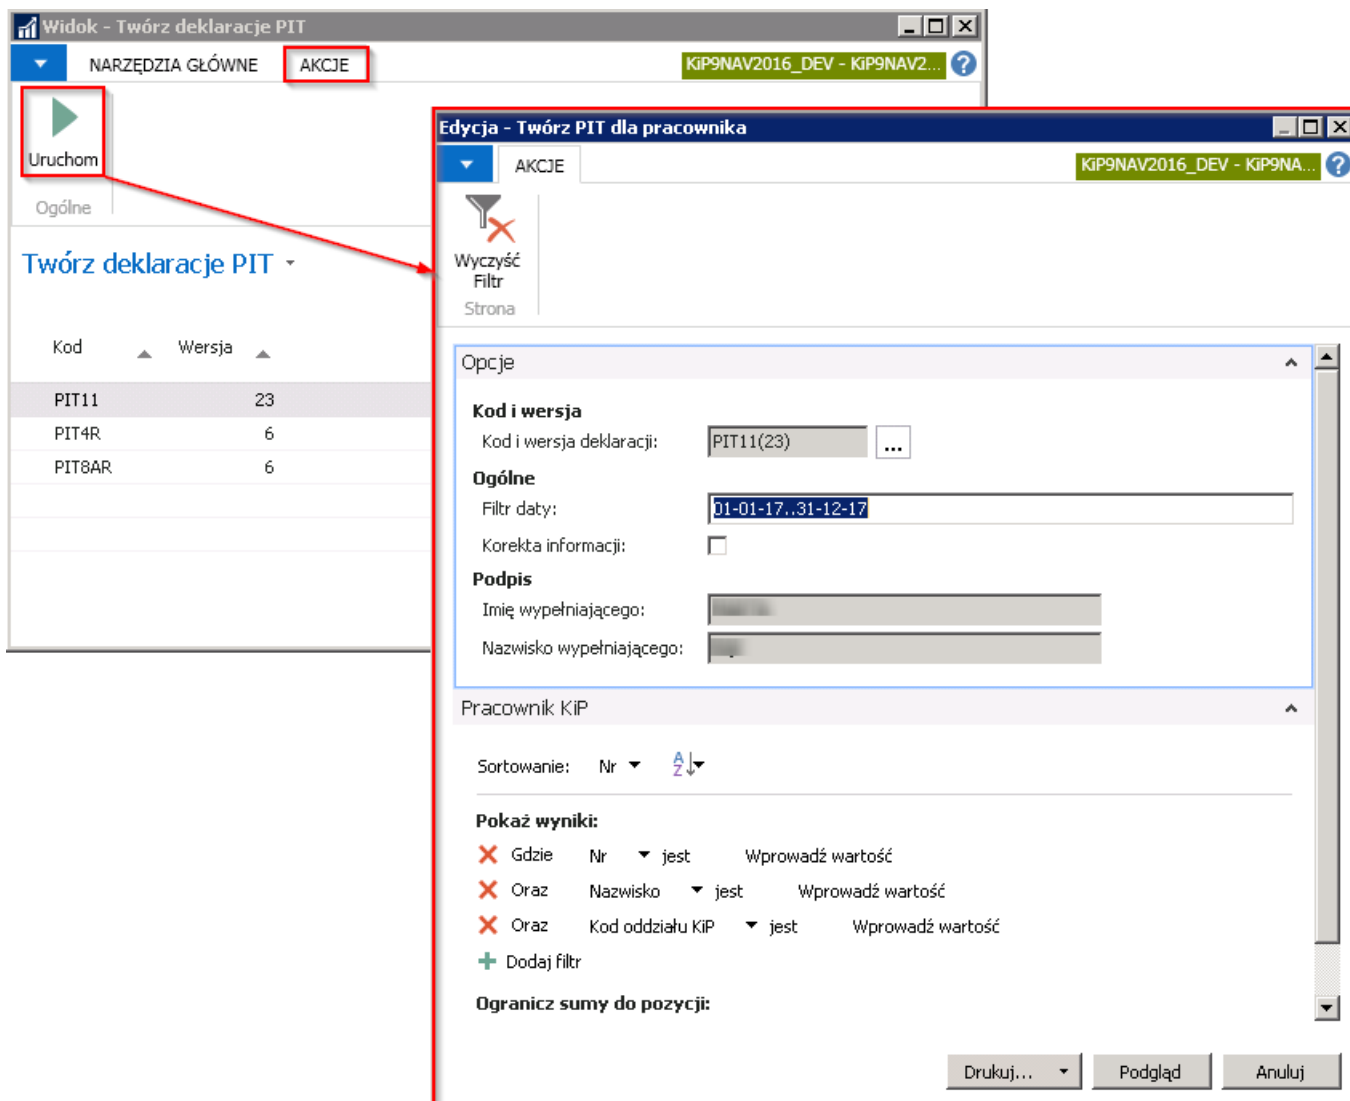 Widok - Twórz deklaracje PIT
NARZĘDZIA GŁÓWNE AKCJE KiP9NAV2016_DEV - KiP9NAV2... ?
Uruchom
Ogólne
Twórz deklaracje PIT
Kod Wersja
PIT11 23
PIT4R 6
PIT8AR 6
Edycja - Twórz PIT dla pracownika
AKCJE KiP9NAV2016_DEV - KiP9NA... ?
Wyczyść
Filtr
Strona
Opcje
Kod i wersja
Kod i wersja deklaracji: PIT11(23) ...
Ogólne
Filtr daty: 01-01-17..31-12-17
Korekta informacji:
Podpis
Imię wypełniającego:
Nazwisko wypełniającego:
Pracownik KiP
Sortowanie: Nr AZ
Pokaż wyniki:
Gdzie Nr jest Wprowadź wartość
Oraz Nazwisko jest Wprowadź wartość
Oraz Kod oddziału KiP jest Wprowadź wartość
Dodaj filtr
Ogranicz sumy do pozycji:
Drukuj... Podgląd Anuluj